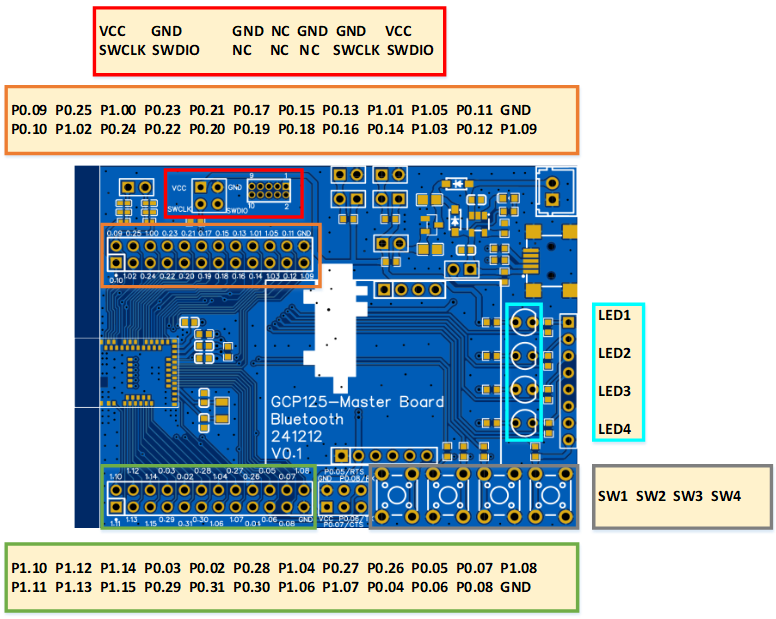 VCC GND GND NC GND GND VCC
SWCLK SWDIO NC NC NC SWCLK SWDIO
P0.09 P0.25 P1.00 P0.23 P0.21 P0.17 P0.15 P0.13 P1.01 P1.05 P0.11 GND
P0.10 P1.02 P0.24 P0.22 P0.20 P0.19 P0.18 P0.16 P0.14 P1.03 P0.12 P1.09
9 1
VCC GND
SWCLK SWDIO 10 2
0.09 0.25 1.00 0.23 0.21 0.17 0.15 0.13 1.01 1.05 0.11 GND
0.10 1.02 0.24 0.22 0.20 0.19 0.18 0.16 0.14 1.03 0.12 1.09
LED1
LED2
LED3
LED4
GCP125-Master Board
Bluetooth
241212
V0.1
1.12 0.03 0.28 0.27 0.05 1.08 P0.05/RTS
1.10 1.14 0.02 1.04 0.26 0.07 GND
1.13 0.29 0.30 1.07 0.06 GND VCC
1.11 1.15 0.31 1.06 0.08 P0.07/CTS
SW1 SW2 SW3 SW4
P1.10 P1.12 P1.14 P0.03 P0.02 P0.28 P1.04 P0.27 P0.26 P0.05 P0.07 P1.08
P1.11 P1.13 P1.15 P0.29 P0.31 P0.30 P1.06 P1.07 P0.04 P0.06 P0.08 GND